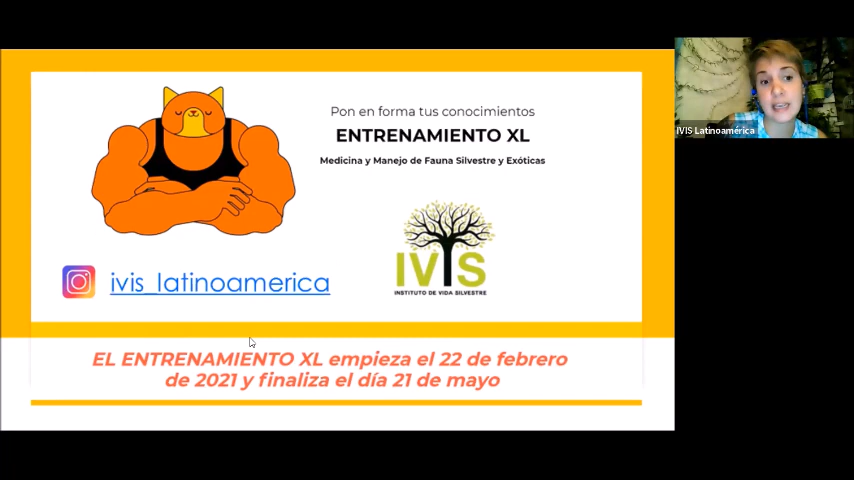 Pon en forma tus conocimientos
ENTRENAMIENTO XL
Medicina y Manejo de Fauna Silvestre y Exóticas
IVIS
INSTITUTO DE VIDA SILVESTRE
ivis_latinoamerica
EL ENTRENAMIENTO XL empieza el 22 de febrero
de 2021 y finaliza el día 21 de mayo
IVIS Latinoamérica